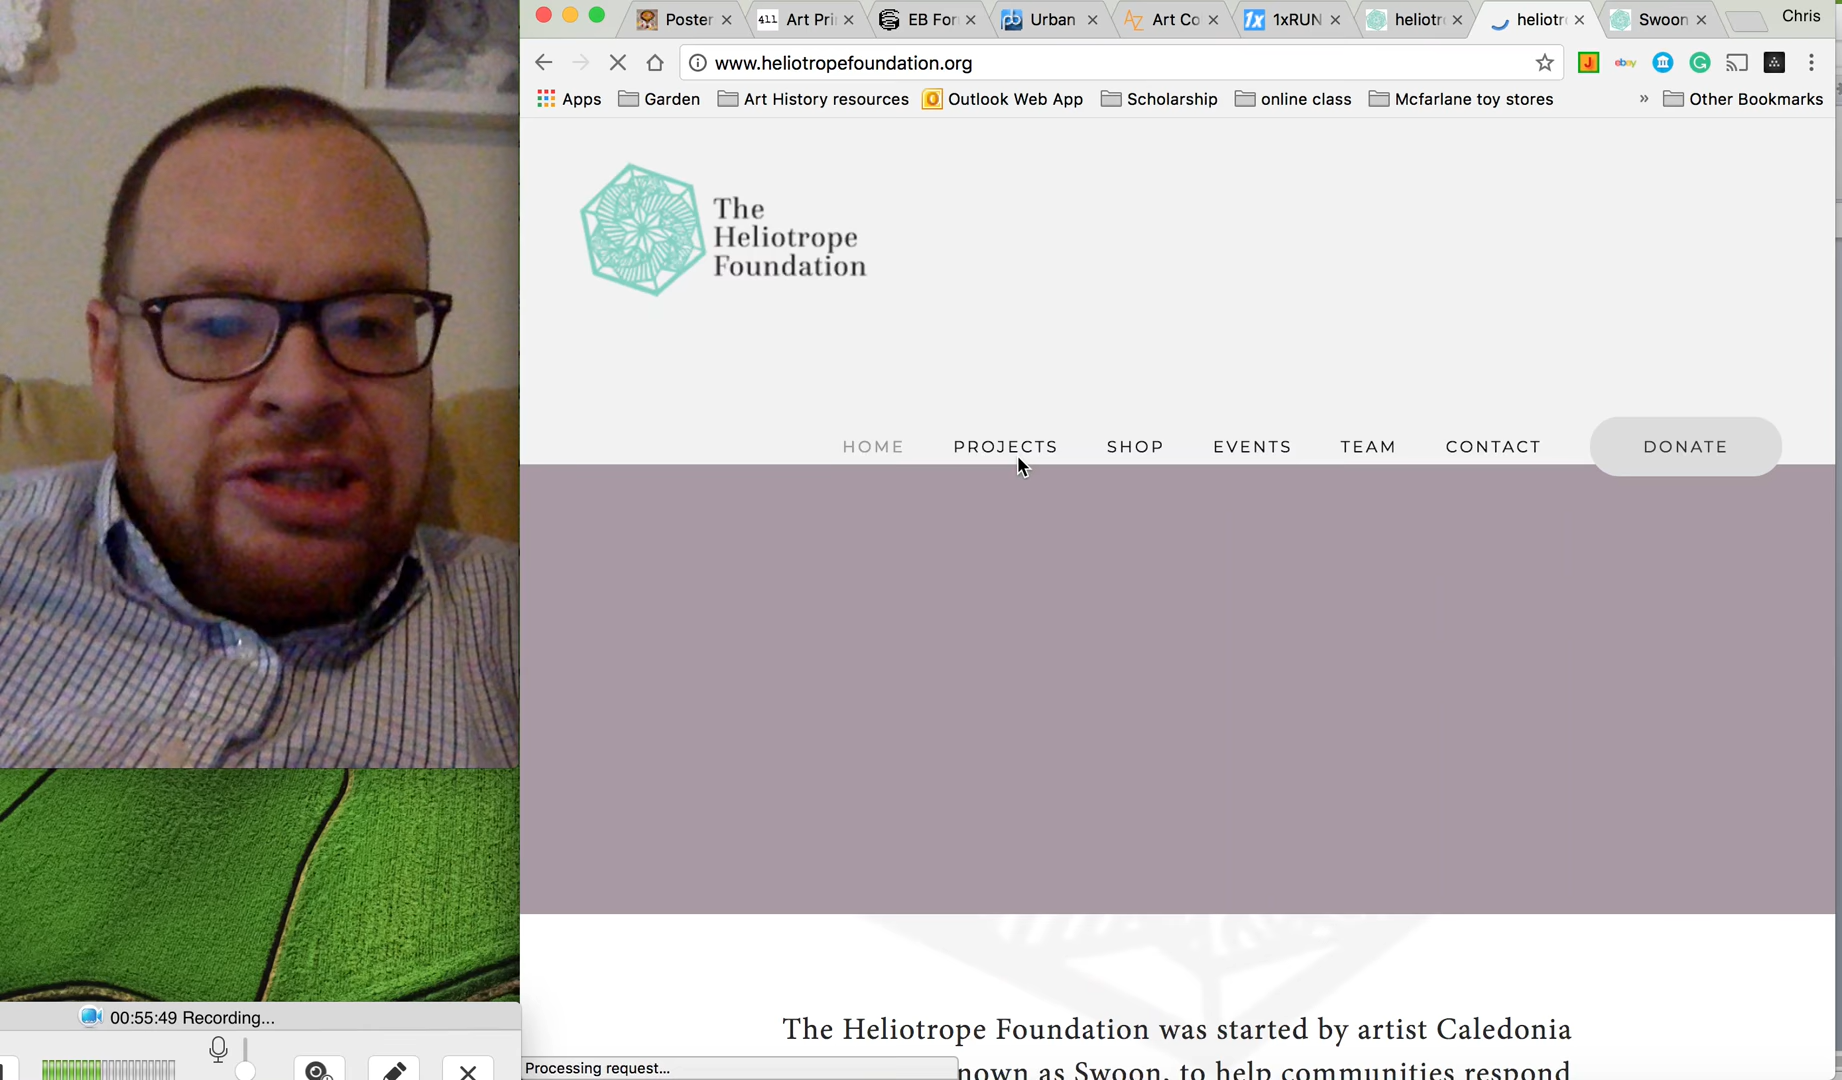 Poster
Art Pri
EB For
Urban
Art Co
1xRUN
heliotr
heliotr
Swoon
Chris
www.heliotropefoundation.org
Apps
Garden
Art History resources
Outlook Web App
Scholarship
online class
Mcfarlane toy stores
»
Other Bookmarks
The
Heliotrope
Foundation
HOME
PROJECTS
SHOP
EVENTS
TEAM
CONTACT
DONATE
The Heliotrope Foundation was started by artist Caledonia
nown as Swoon, to help communities respond
Processing request...
00:55:49 Recording...